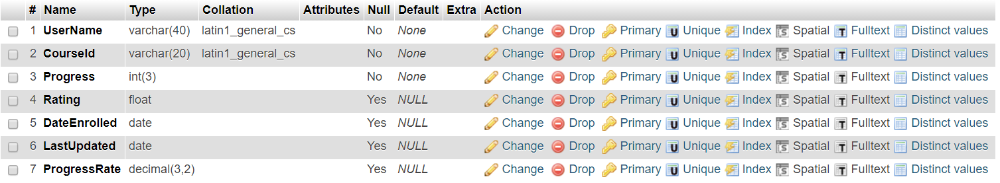 # Name Type Collation Attributes Null Default Extra Action
1 UserName varchar(40) latin1_general_cs No None Change Drop Primary Unique Index Spatial Fulltext Distinct values
2 CourseId varchar(20) latin1_general_cs No None Change Drop Primary Unique Index Spatial Fulltext Distinct values
3 Progress int(3) No None Change Drop Primary Unique Index Spatial Fulltext Distinct values
4 Rating float Yes NULL Change Drop Primary Unique Index Spatial Fulltext Distinct values
5 DateEnrolled date Yes NULL Change Drop Primary Unique Index Spatial Fulltext Distinct values
6 LastUpdated date Yes NULL Change Drop Primary Unique Index Spatial Fulltext Distinct values
7 ProgressRate decimal(3,2) Yes NULL Change Drop Primary Unique Index Spatial Fulltext Distinct values